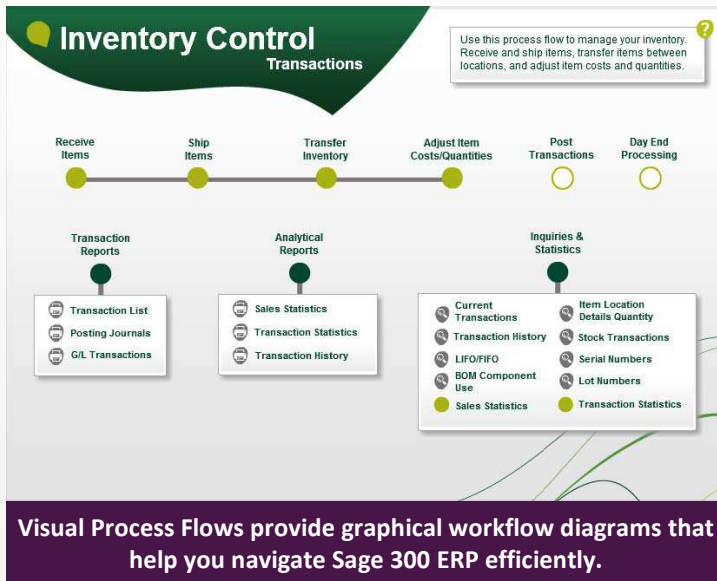 Inventory Control
Transactions
?
Use this process flow to manage your inventory.
Receive and ship items, transfer items between
locations, and adjust item costs and quantities.
Receive
Items
Ship
Items
Transfer
Inventory
Adjust Item
Costs/Quantities
Post
Transactions
Day End
Processing
Transaction
Reports
Transaction List
Posting Journals
G/L Transactions
Analytical
Reports
Sales Statistics
Transaction Statistics
Transaction History
Inquiries &
Statistics
Current
Transactions
Transaction History
LIFO/FIFO
BOM Component
Use
Sales Statistics
Item Location
Details Quantity
Stock Transactions
Serial Numbers
Lot Numbers
Transaction Statistics
Visual Process Flows provide graphical workflow diagrams that
help you navigate Sage 300 ERP efficiently.